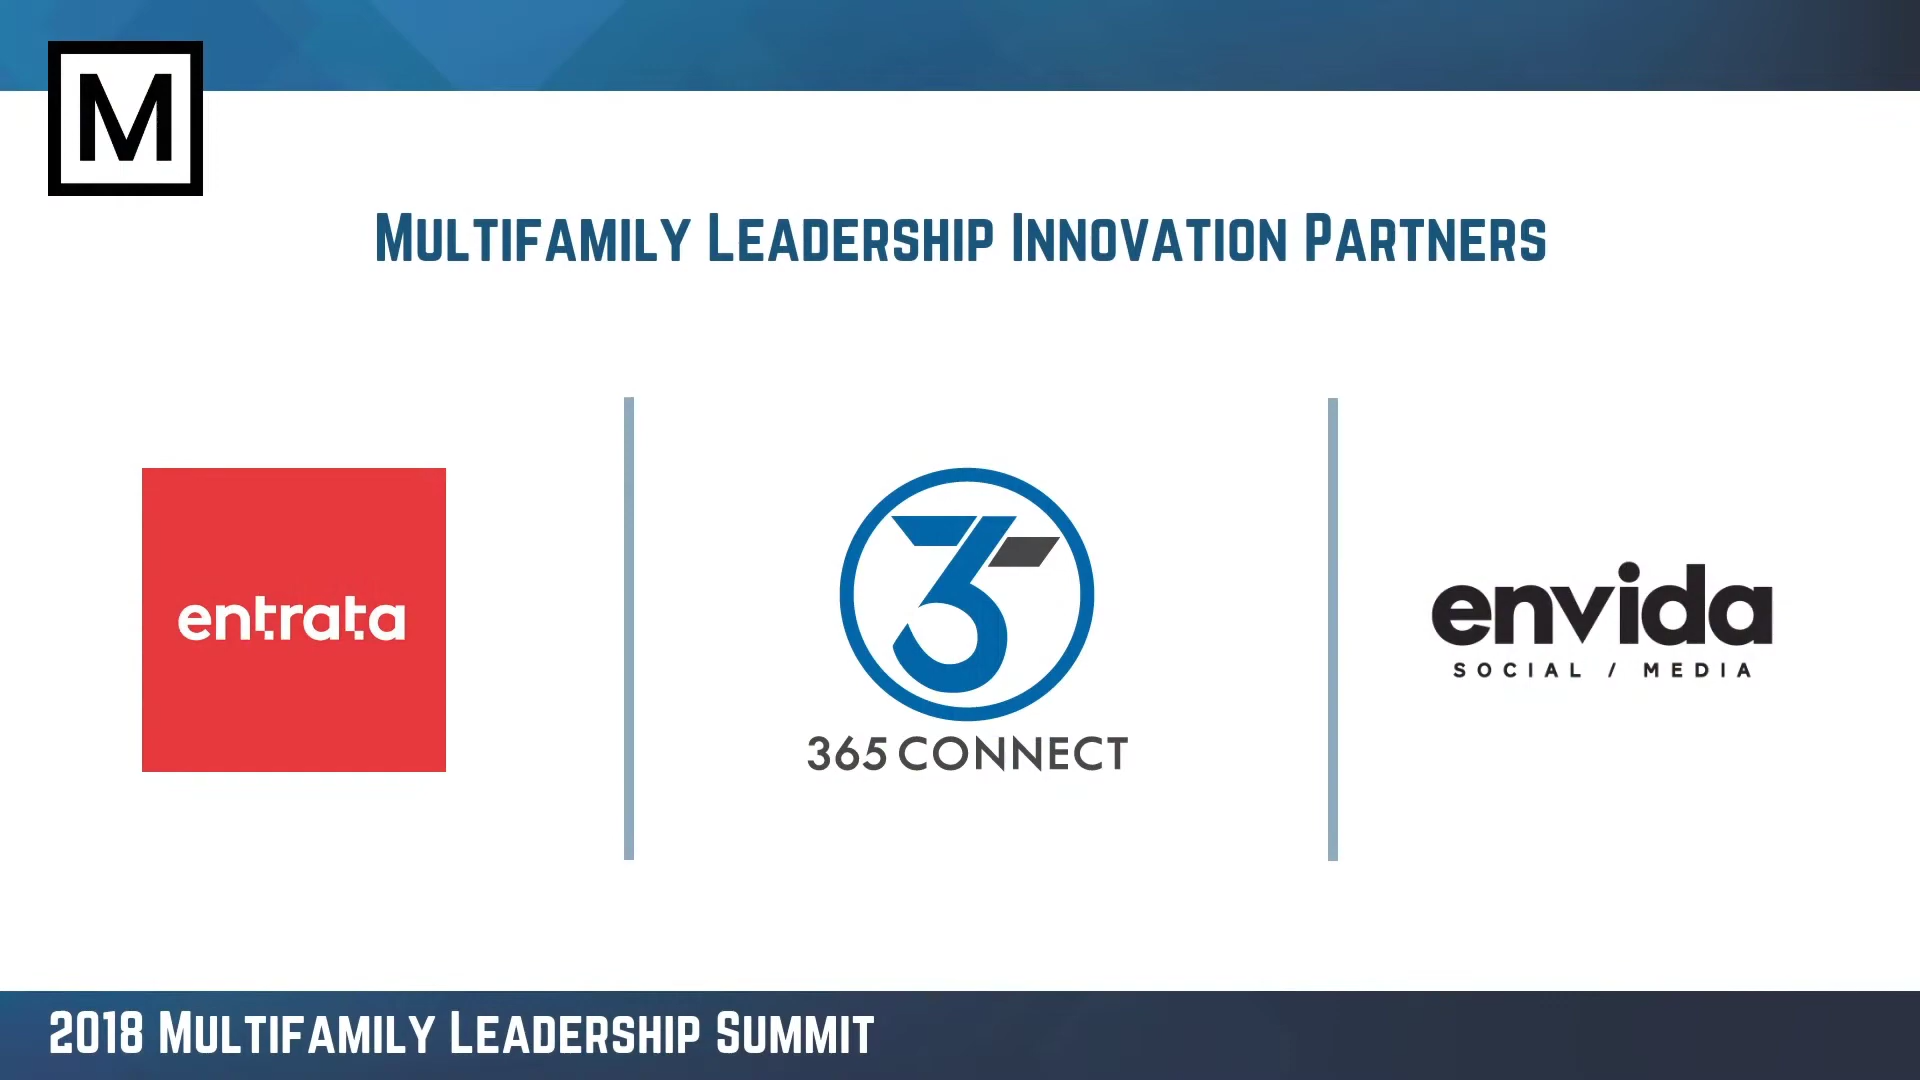 M
Multifamily Leadership Innovation Partners
entrata
365 CONNECT
envida
SOCIAL / MEDIA
2018 Multifamily Leadership Summit